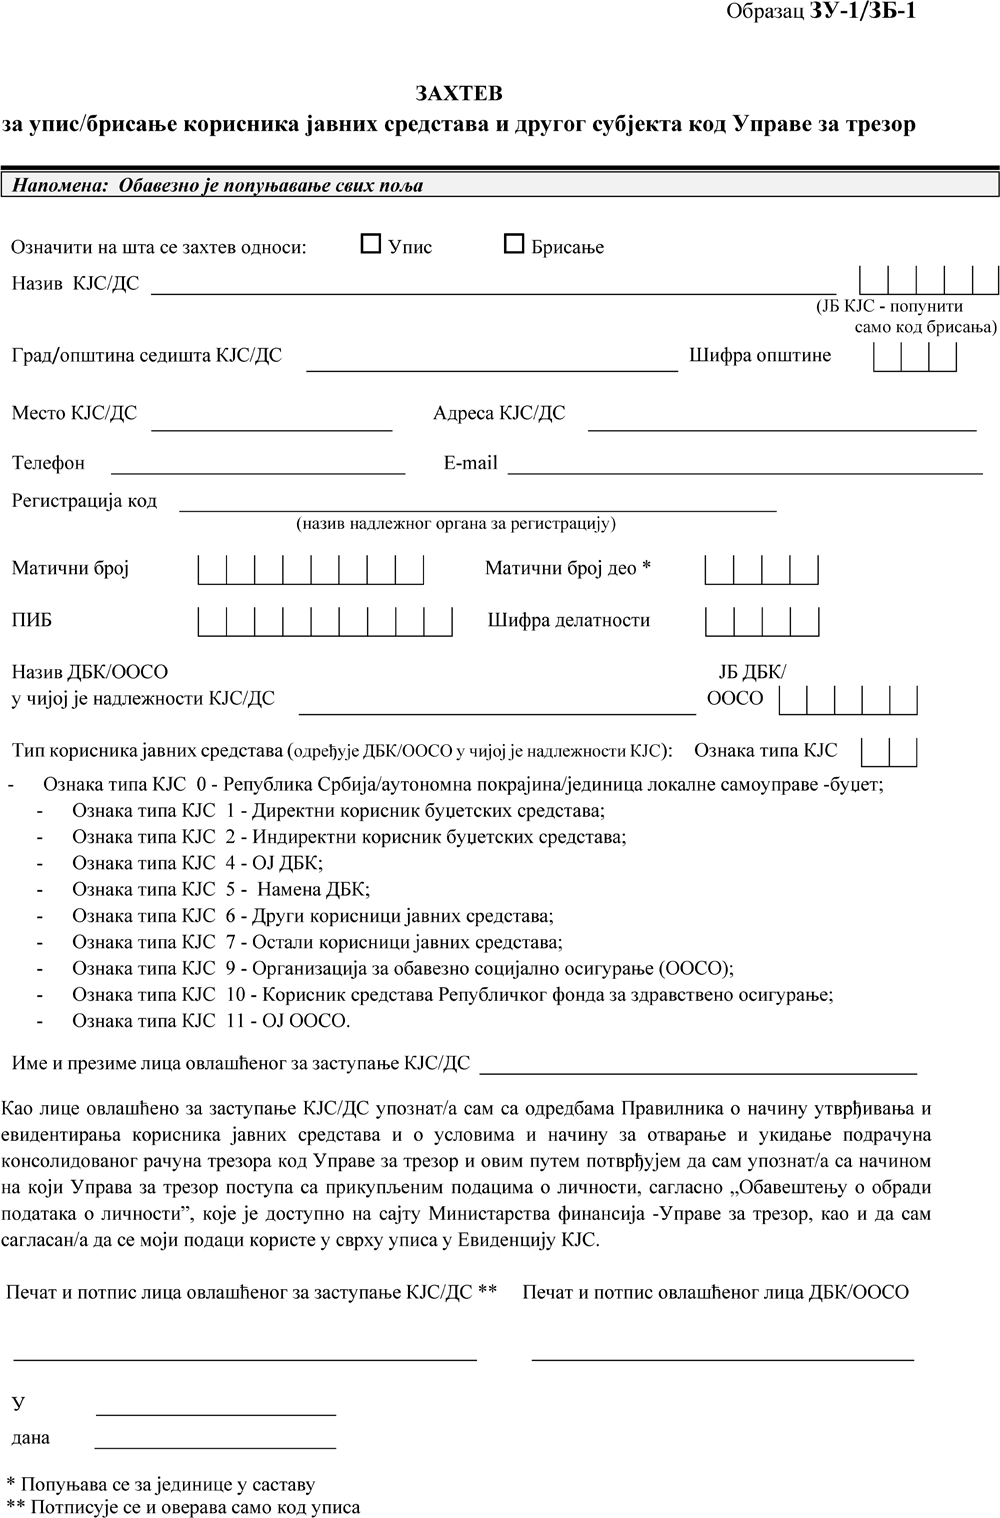 Образац ЗУ-1/ЗБ-1
ЗАХТЕВ
за упис/брисање корисника јавних средстава и другог субјекта код Управе за трезор
Напомена: Обавезно је попуњавање свих поља
Означити на шта се захтев односи: Упис Брисање
Назив КЈС/ДС
(ЈБ КЈС - попунити
само код брисања)
Град/општина седишта КЈС/ДС Шифра општине
Место КЈС/ДС Адреса КЈС/ДС
Телефон E-mail
Регистрација код
(назив надлежног органа за регистрацију)
Матични број Матични број део *
ПИБ Шифра делатности
Назив ДБК/ООСО ЈБ ДБК/
у чијој је надлежности КЈС/ДС ООСО
Тип корисника јавних средстава (одређује ДБК/ООСО у чијој је надлежности КЈС): Ознака типа КЈС
- Ознака типа КЈС 0 - Република Србија/аутономна покрајина/јединица локалне самоуправе -буџет;
- Ознака типа КЈС 1 - Директни корисник буџетских средстава;
- Ознака типа КЈС 2 - Индиректни корисник буџетских средстава;
- Ознака типа КЈС 4 - ОЈ ДБК;
- Ознака типа КЈС 5 - Намена ДБК;
- Ознака типа КЈС 6 - Други корисници јавних средстава;
- Ознака типа КЈС 7 - Остали корисници јавних средстава;
- Ознака типа КЈС 9 - Организација за обавезно социјално осигурање (ООСО);
- Ознака типа КЈС 10 - Корисник средстава Републичког фонда за здравствено осигурање;
- Ознака типа КЈС 11 - ОЈ ООСО.
Име и презиме лица овлашћеног за заступање КЈС/ДС
Као лице овлашћено за заступање КЈС/ДС упознат/а сам са одредбама Правилника о начину утврђивања и
евидентирања корисника јавних средстава и о условима и начину за отварање и укидање подрачуна
консолидованог рачуна трезора код Управе за трезор и овим путем потврђујем да сам упознат/а са начином
на који Управа за трезор поступа са прикупљеним подацима о личности, сагласно „Обавештењу о обради
података о личности”, које је доступно на сајту Министарства финансија -Управе за трезор, као и да сам
сагласан/а да се моји подаци користе у сврху уписа у Евиденцију КЈС.
Печат и потпис лица овлашћеног за заступање КЈС/ДС ** Печат и потпис овлашћеног лица ДБК/ООСО
У
дана
* Попуњава се за јединице у саставу
** Потписује се и оверава само код уписа